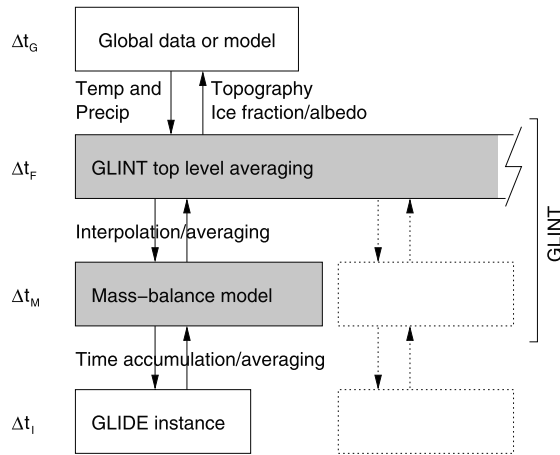 Δt_G
Global data or model
Temp and
Precip
Topography
Ice fraction/albedo
Δt_F
GLINT top level averaging
Interpolation/averaging
GLINT
Δt_M
Mass−balance model
Time accumulation/averaging
Δt_I
GLIDE instance